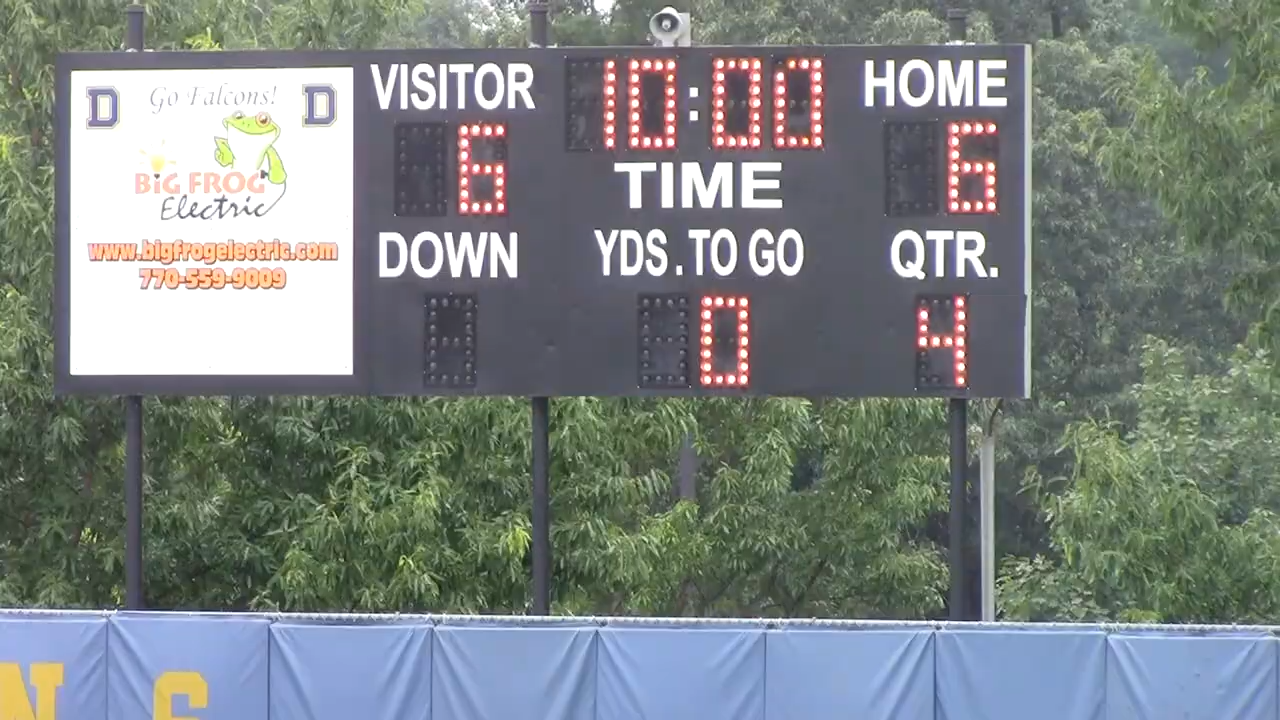 D Go Falcons! D
BiG FROG
Electric
www.bigfrogelectric.com
770-559-9009
VISITOR 10:00 HOME
6 TIME 6
DOWN YDS.TO GO QTR.
0 4
N G